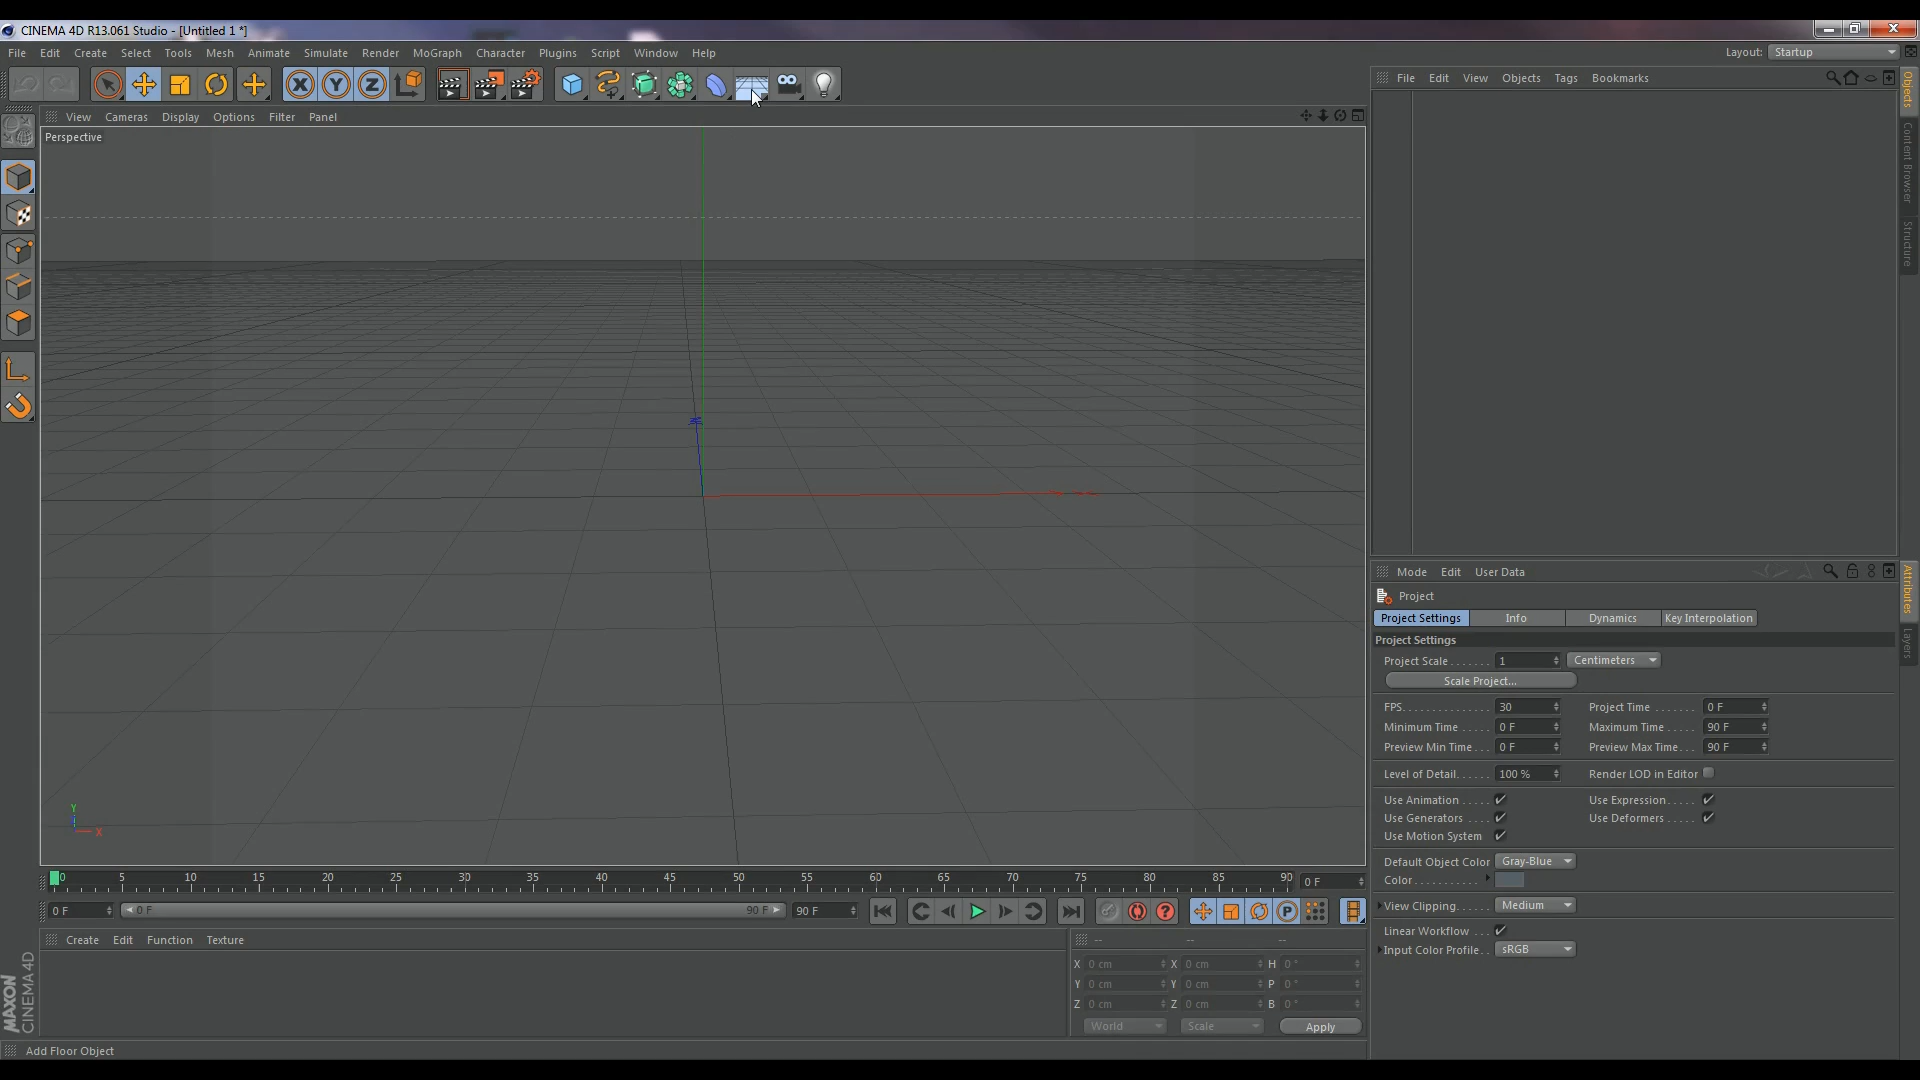 CINEMA 4D R13.061 Studio - [Untitled 1 *]
File Edit Create Select Tools Mesh Snap Animate Simulate Render MoGraph Character Plugins Script Window Help
Layout: Startup
File Edit View Objects Tags Bookmarks
View Cameras Display Options Filter Panel
Perspective
Objects
Content Browser
Structure
Y
X
Mode Edit User Data
Project
Project Settings Info Dynamics Key Interpolation
Project Settings
Project Scale . . . . . . . 1 Centimeters
Scale Project...
FPS. . . . . . . . . . . . . . . 30 Project Time . . . . . . . 0 F
Minimum Time . . . . . 0 F Maximum Time . . . . . 90 F
Preview Min Time . . . 0 F Preview Max Time. . . 90 F
Level of Detail. . . . . . 100 % Render LOD in Editor
Use Animation . . . . . Use Expression. . . . .
Use Generators . . . . Use Deformers . . . . .
Use Motion System
Default Object Color Gray-Blue
Color . . . . . . . . . . .
View Clipping. . . . . . Medium
Linear Workflow . . .
Input Color Profile. . sRGB
Attributes
Layers
0 5 10 15 20 25 30 35 40 45 50 55 60 65 70 75 80 85 90 0 F
0 F 0 F 90 F 90 F P
Create Edit Function Texture
-- -- --
X 0 cm X 0 cm H 0 °
Y 0 cm Y 0 cm P 0 °
Z 0 cm Z 0 cm B 0 °
World Scale Apply
MAXON
CINEMA 4D
Add Floor Object